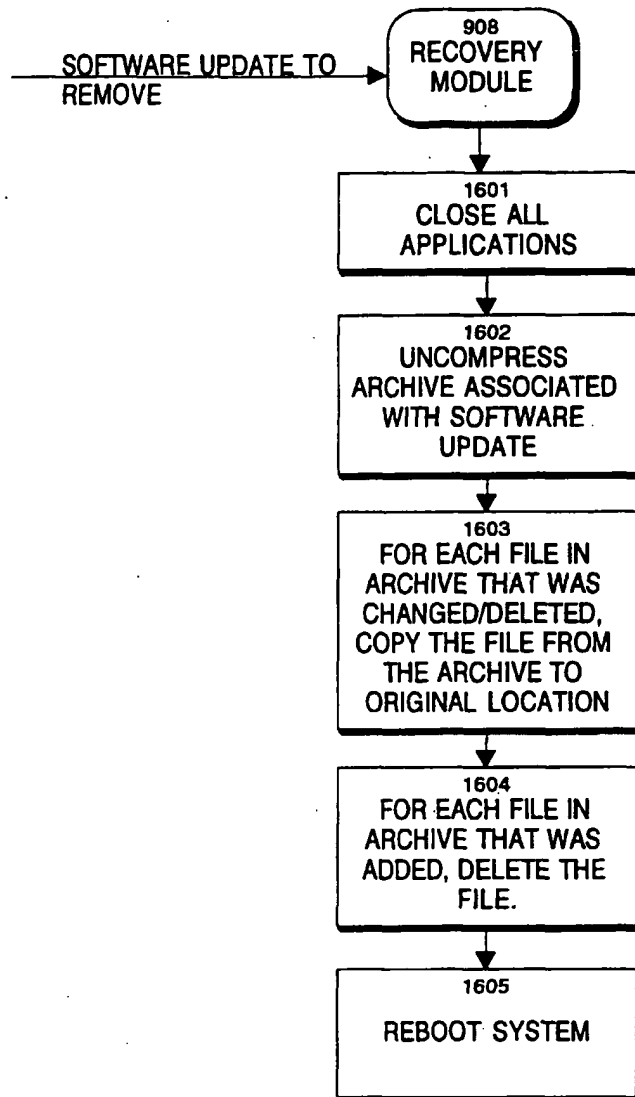 SOFTWARE UPDATE TO
REMOVE
908
RECOVERY
MODULE
1601
CLOSE ALL
APPLICATIONS
1602
UNCOMPRESS
ARCHIVE ASSOCIATED
WITH SOFTWARE
UPDATE
1603
FOR EACH FILE IN
ARCHIVE THAT WAS
CHANGED/DELETED,
COPY THE FILE FROM
THE ARCHIVE TO
ORIGINAL LOCATION
1604
FOR EACH FILE IN
ARCHIVE THAT WAS
ADDED, DELETE THE
FILE.
1605
REBOOT SYSTEM